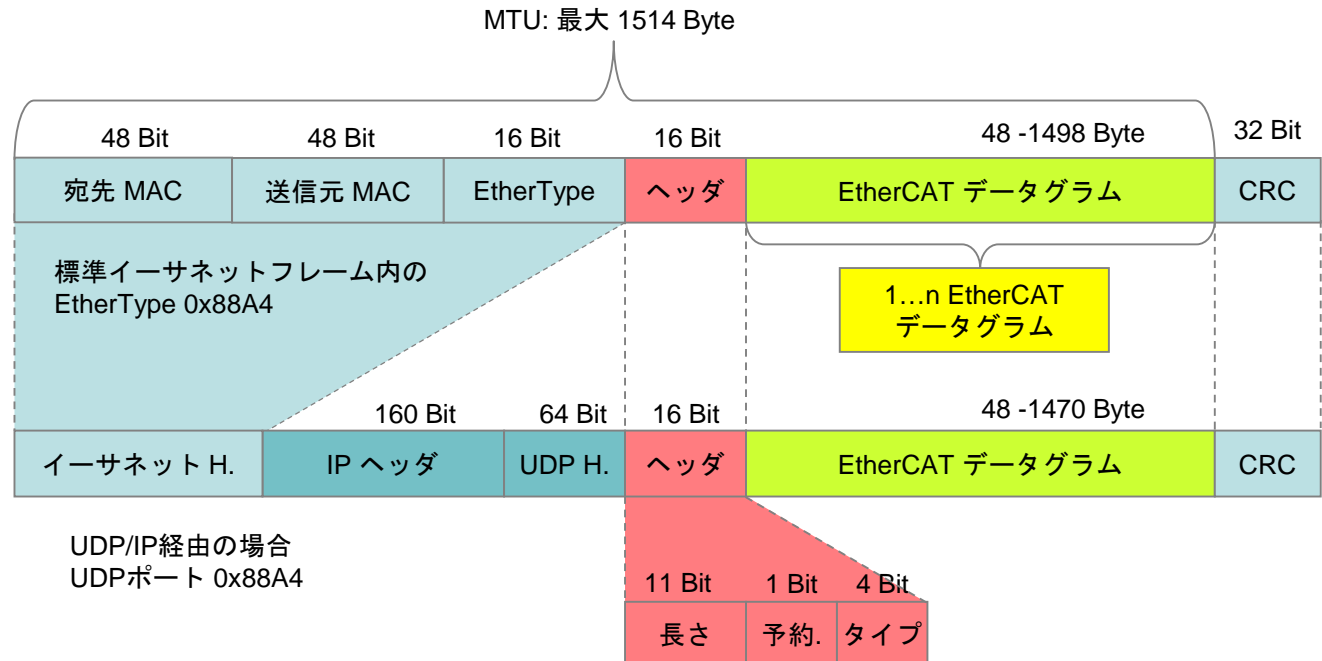 MTU: 最大 1514 Byte
48 Bit
48 Bit
16 Bit
16 Bit
48 -1498 Byte
32 Bit
宛先 MAC
送信元 MAC
EtherType
ヘッダ
EtherCAT データグラム
CRC
標準イーサネットフレーム内の
EtherType 0x88A4
1…n EtherCAT
データグラム
160 Bit
64 Bit
16 Bit
48 -1470 Byte
イーサネット H.
IP ヘッダ
UDP H.
ヘッダ
EtherCAT データグラム
CRC
UDP/IP経由の場合
UDPポート 0x88A4
11 Bit
1 Bit
4 Bit
長さ
予約.
タイプ